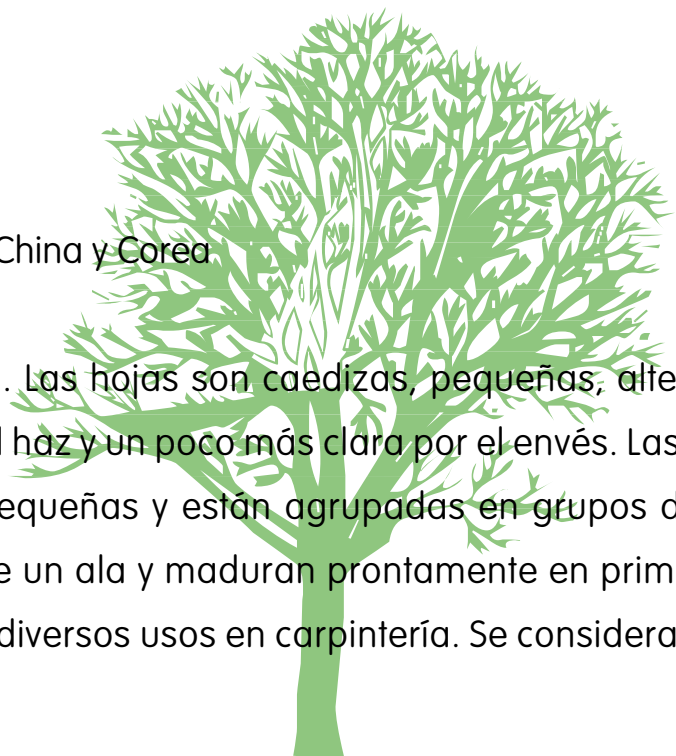 China y Corea
. Las hojas son caedizas, pequeñas, alte
haz y un poco más clara por el envés. Las
equeñas y están agrupadas en grupos d
e un ala y maduran prontamente en prim
diversos usos en carpintería. Se considera